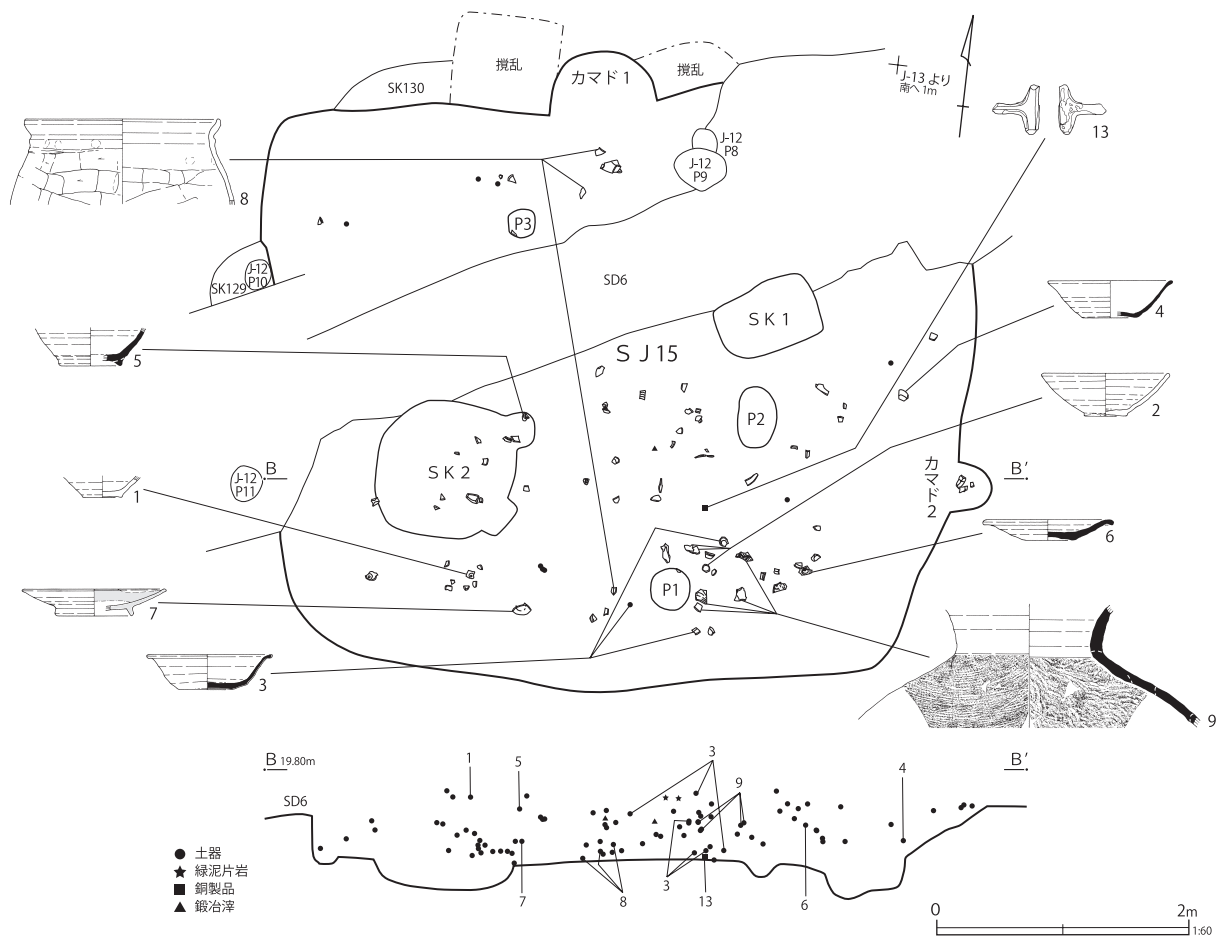 撹乱
カマド1
撹乱
SK130
J-13より
南へ1m
13
J-12
P8
J-12
P9
8
P3
J-12
P10
SK129
SD6
SK1
4
SJ15
5
2
P2
カマド2
SK2
J-12
P11
B
B′
1
6
P1
7
3
9
B 19.80m
B′
SD6
1
5
3
9
4
7
8
3
13
6
● 土器
★ 緑泥片岩
■ 銅製品
▲ 鍛冶滓
0
2m
1:60